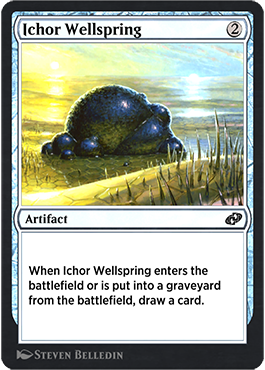 Ichor Wellspring 2
Artifact
When Ichor Wellspring enters the
battlefield or is put into a graveyard
from the battlefield, draw a card.
STEVEN BELLEDIN